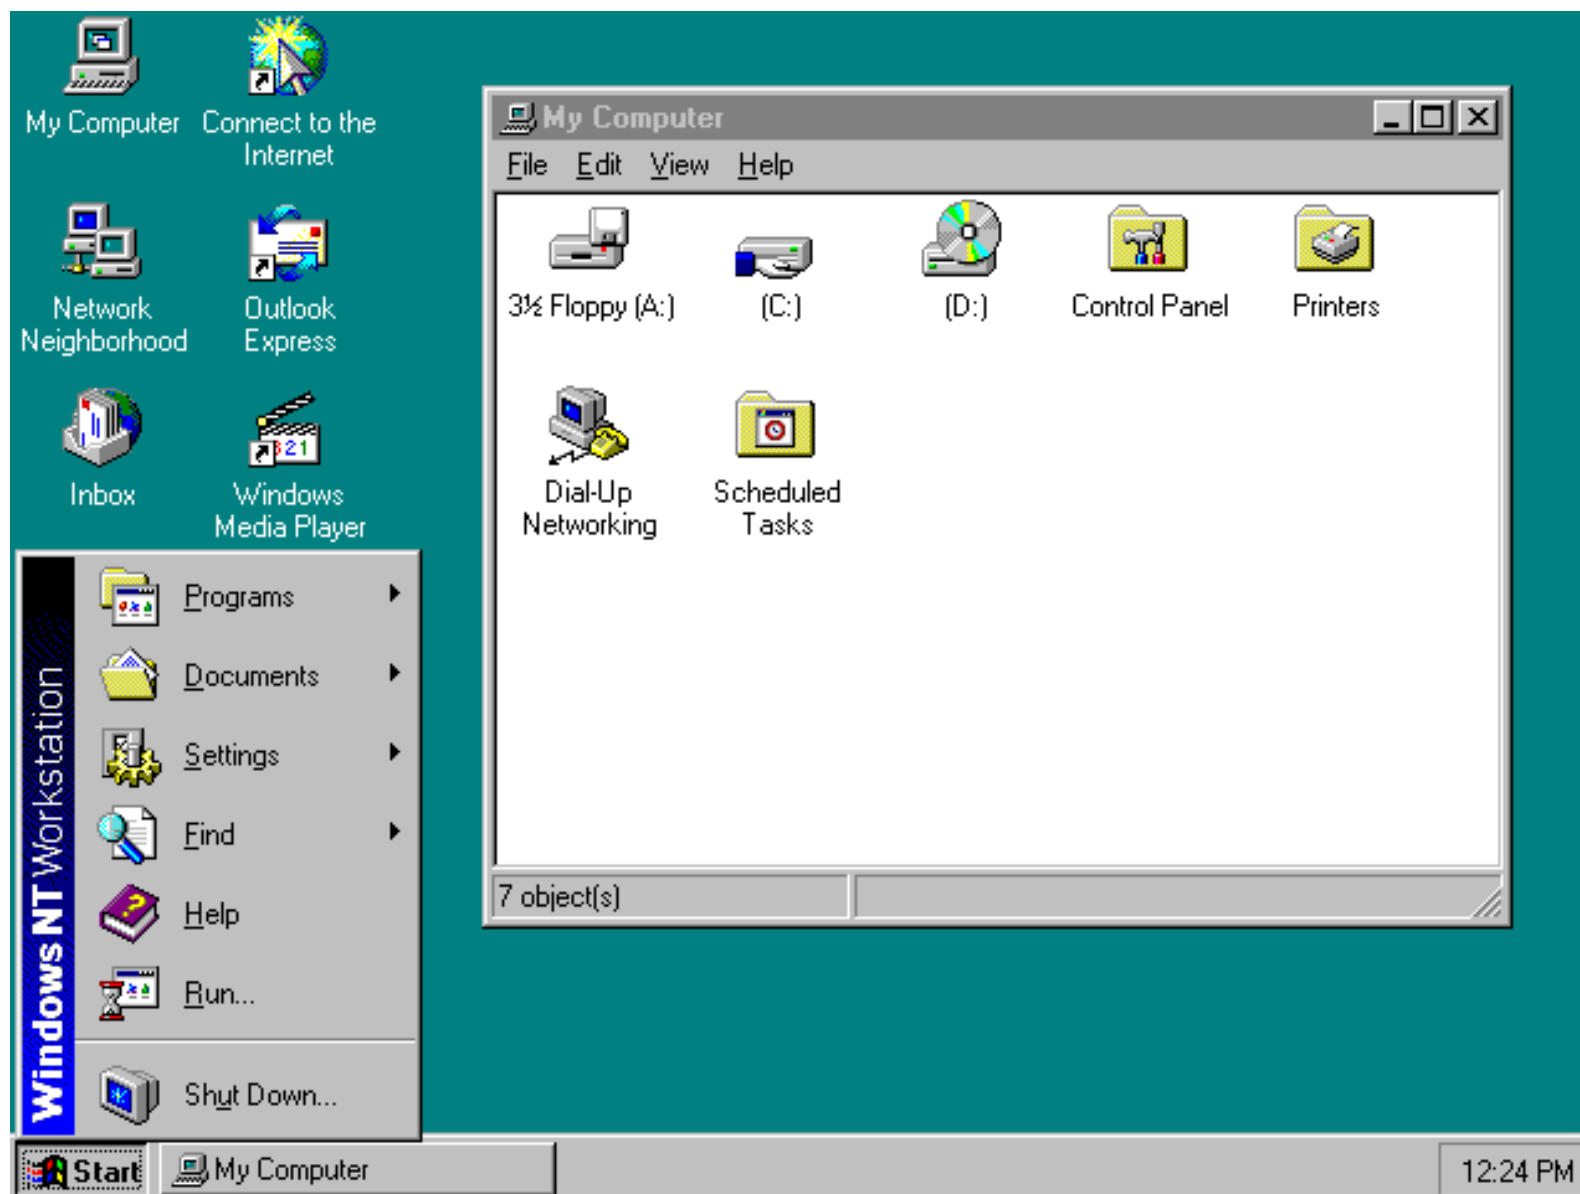 My Computer
Connect to the
Internet
Network
Neighborhood
Outlook
Express
Inbox
Windows
Media Player
My Computer
File Edit View Help
3½ Floppy (A:)
(C:)
(D:)
Control Panel
Printers
Dial-Up
Networking
Scheduled
Tasks
7 object(s)
Windows NT Workstation
Programs
Documents
Settings
Find
Help
Run...
Shut Down...
Start
My Computer
12:24 PM